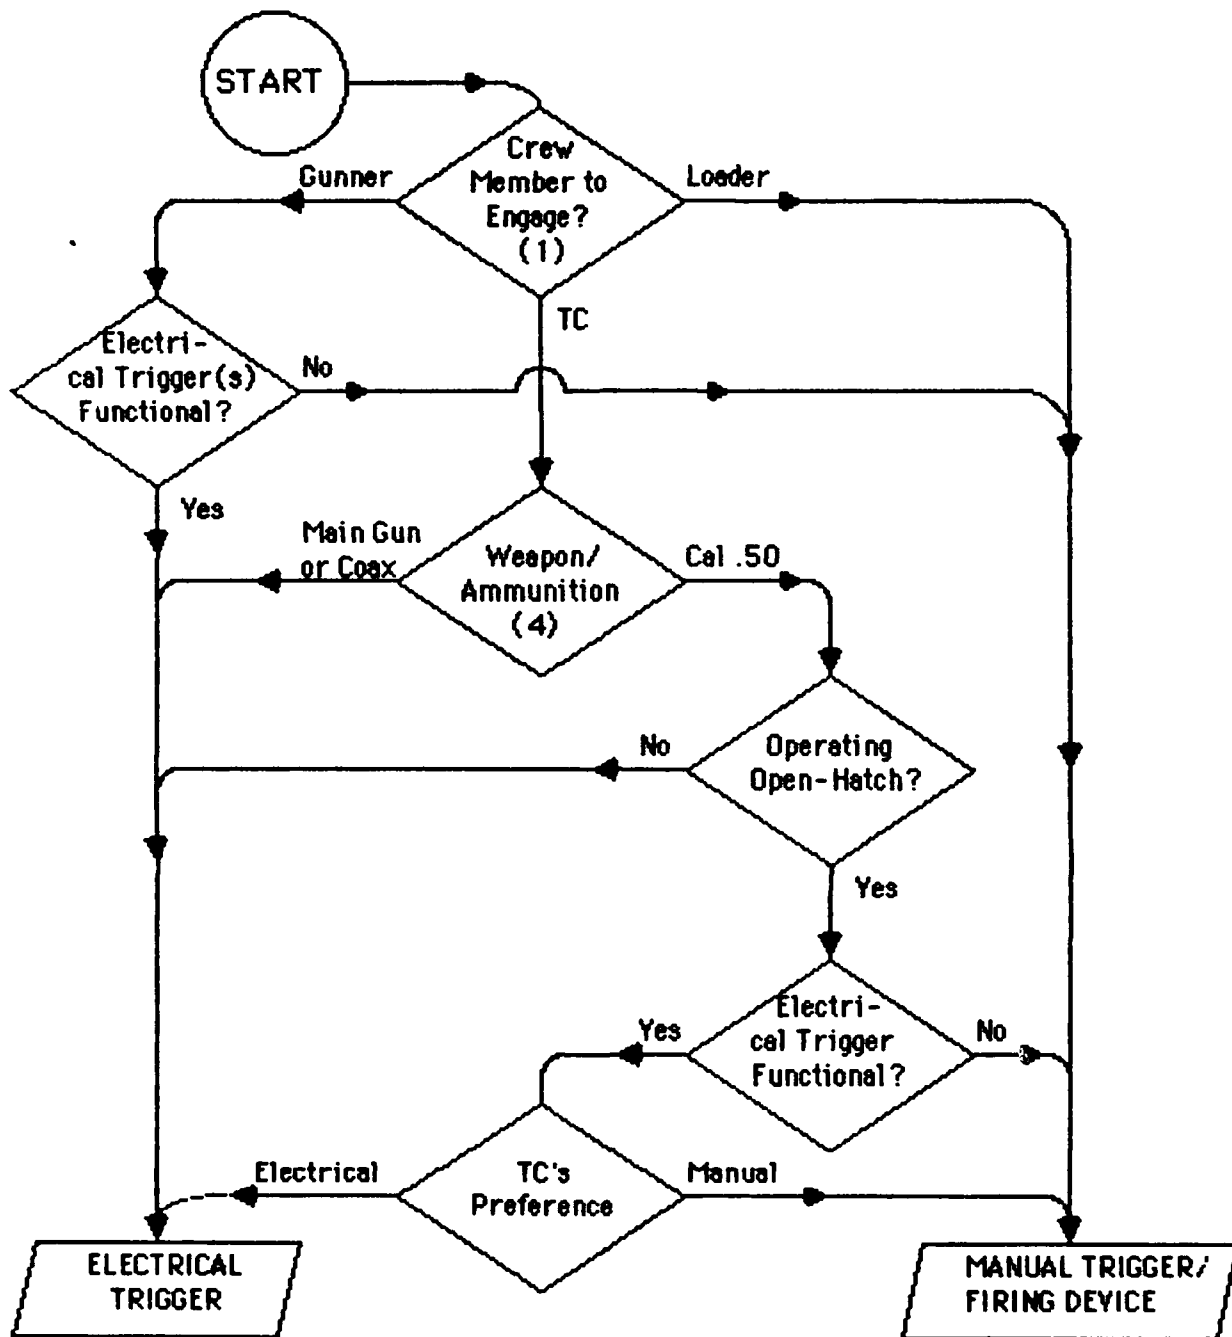 START
Crew
Member to
Engage?
(1)
Gunner
Loader
TC
Electri-
cal Trigger(s)
Functional?
No
Yes
Main Gun
or Coax
Weapon/
Ammunition
(4)
Cal .50
No
Operating
Open-Hatch?
Yes
Electri-
cal Trigger
Functional?
Yes
No
Electrical
TC's
Preference
Manual
ELECTRICAL
TRIGGER
MANUAL TRIGGER/
FIRING DEVICE